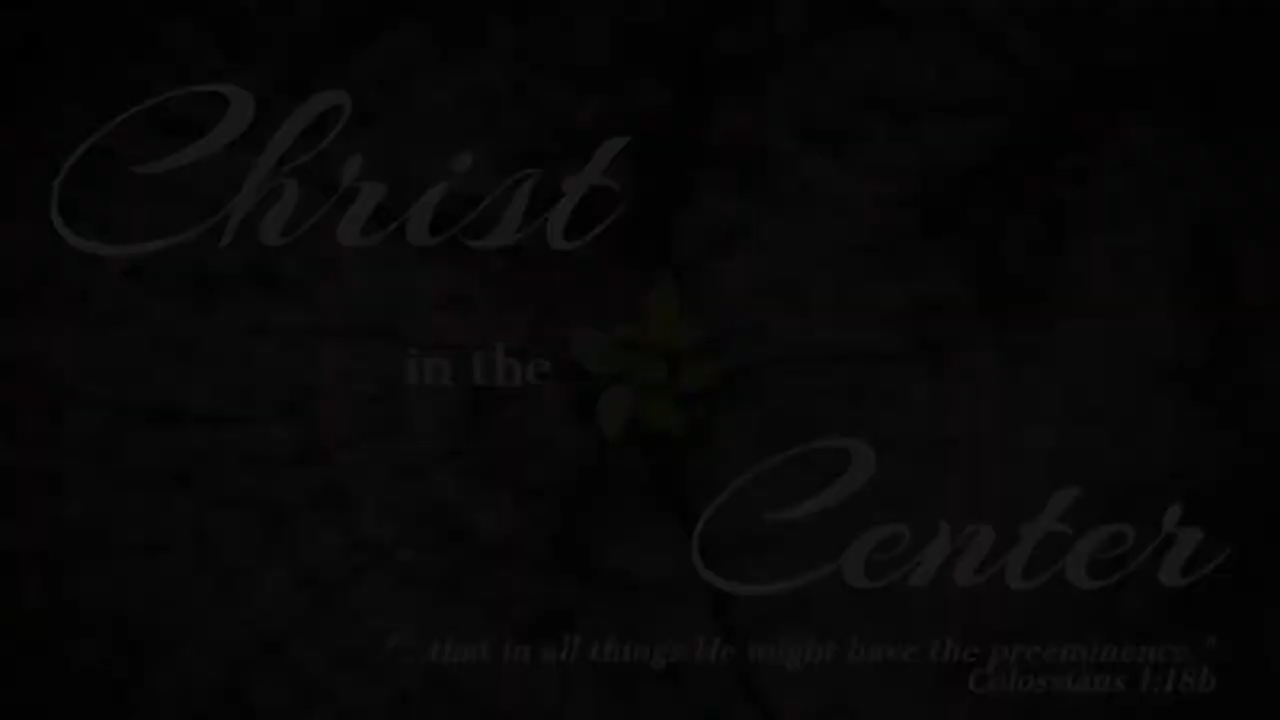 Christ
in the
Center
"...that in all things He might have the preeminence."
Colossians 1:18b